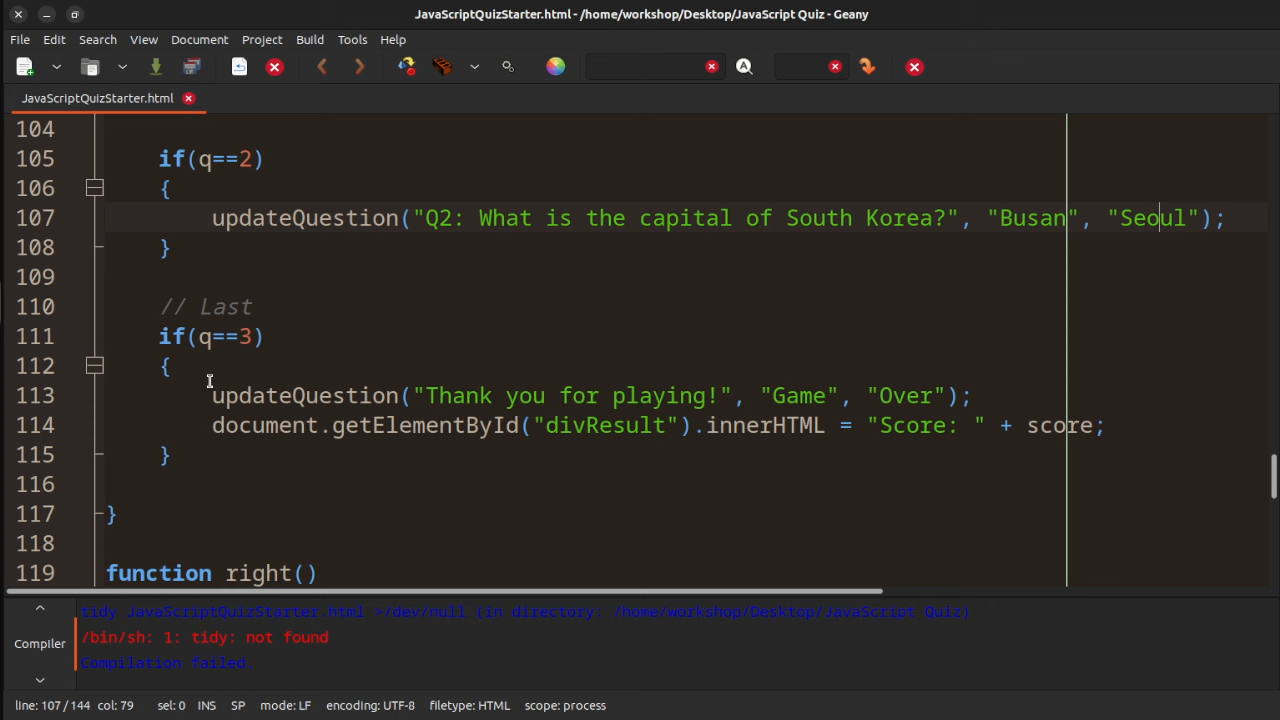 JavaScriptQuizStarter.html - /home/workshop/Desktop/JavaScript Quiz - Geany
File Edit Search View Document Project Build Tools Help
JavaScriptQuizStarter.html
104
105 if(q==2)
106 {
107 updateQuestion("Q2: What is the capital of South Korea?", "Busan", "Seoul");
108 }
109
110 // Last
111 if(q==3)
112 {
113 updateQuestion("Thank you for playing!", "Game", "Over");
114 document.getElementById("divResult").innerHTML = "Score: " + score;
115 }
116
117 }
118
119 function right()
tidy JavaScriptQuizStarter.html >/dev/null (in directory: /home/workshop/Desktop/JavaScript Quiz)
Compiler /bin/sh: 1: tidy: not found
Compilation failed.
line: 107 / 144 col: 79 sel: 0 INS SP mode: LF encoding: UTF-8 filetype: HTML scope: process